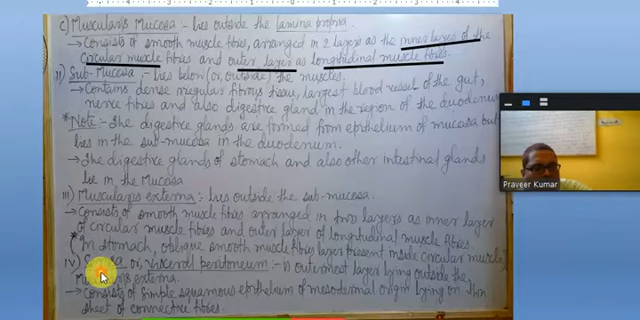 c) Muscularis Mucosa - lies outside the lamina propria
→ Consists of smooth muscle fibres, arranged in 2 layers as the inner layer of the
circular muscle fibres and outer layer as longitudinal muscle fibres.
ii) Sub-Mucosa - lies below (or, outside) the muscles
→ Contains dense irregular fibrous tissue, largest blood vessel of the gut,
nerve fibres and also digestive gland in the region of the duodenum
* Note :- The digestive glands are formed from epithelium of mucosa but
lies in the sub-mucosa in the duodenum.
→ The digestive glands of stomach and also other intestinal glands
lie in the Mucosa
iii) Muscularis externa - lies outside the sub-mucosa.
→ Consists of smooth muscle fibres arranged in two layers as inner layer
of circular muscle fibres and outer layer of longitudinal muscle fibres.
* (In stomach, oblique smooth muscle fibres layer present inside circular muscle)
iv) or, visceral peritoneum :- is outermost layer lying outside the
Muscularis externa.
→ Consists of simple squamous epithelium of mesodermal origin lying on thin
sheet of connective fibres.
Praveer Kumar